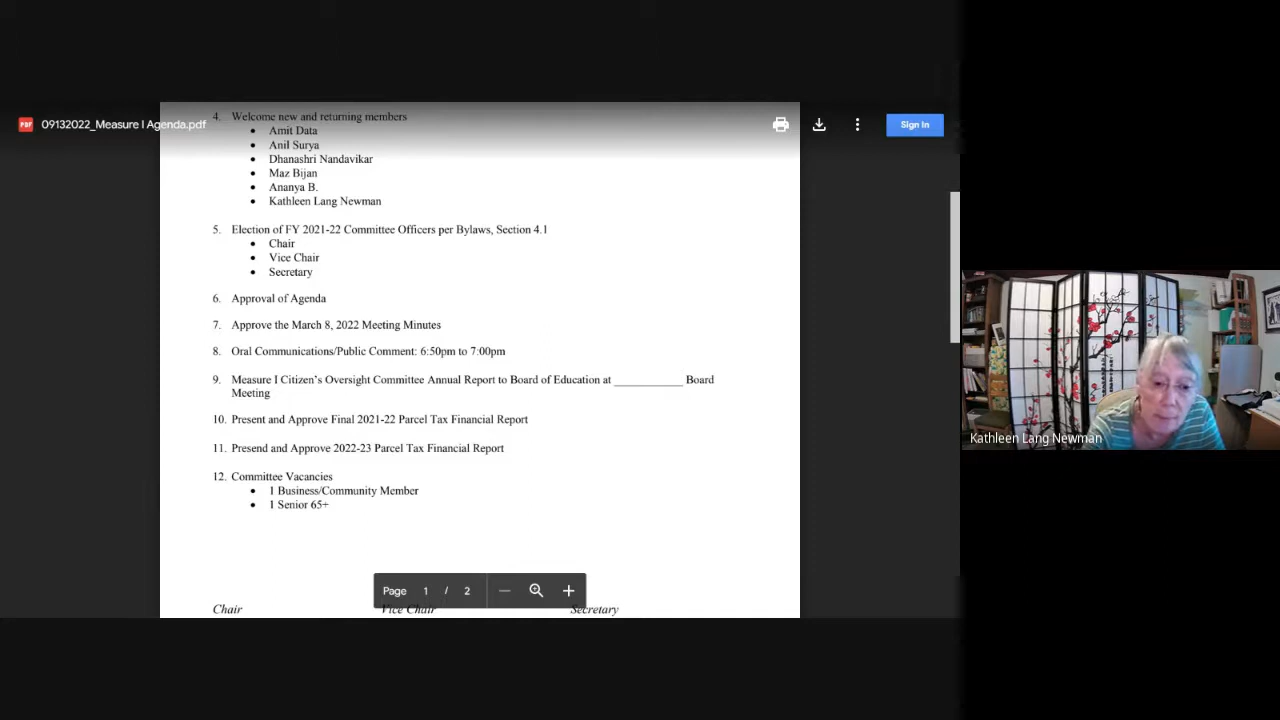 09132022_Measure I Agenda.pdf
Sign In
4. Welcome new and returning members
• Amit Data
• Anil Surya
• Dhanashri Nandavikar
• Maz Bijan
• Ananya B.
• Kathleen Lang Newman
5. Election of FY 2021-22 Committee Officers per Bylaws, Section 4.1
• Chair
• Vice Chair
• Secretary
6. Approval of Agenda
7. Approve the March 8, 2022 Meeting Minutes
8. Oral Communications/Public Comment: 6:50pm to 7:00pm
9. Measure I Citizen’s Oversight Committee Annual Report to Board of Education at ____________ Board
Meeting
10. Present and Approve Final 2021-22 Parcel Tax Financial Report
11. Presend and Approve 2022-23 Parcel Tax Financial Report
12. Committee Vacancies
• 1 Business/Community Member
• 1 Senior 65+
Page 1 / 2
Chair Vice Chair Secretary
Kathleen Lang Newman